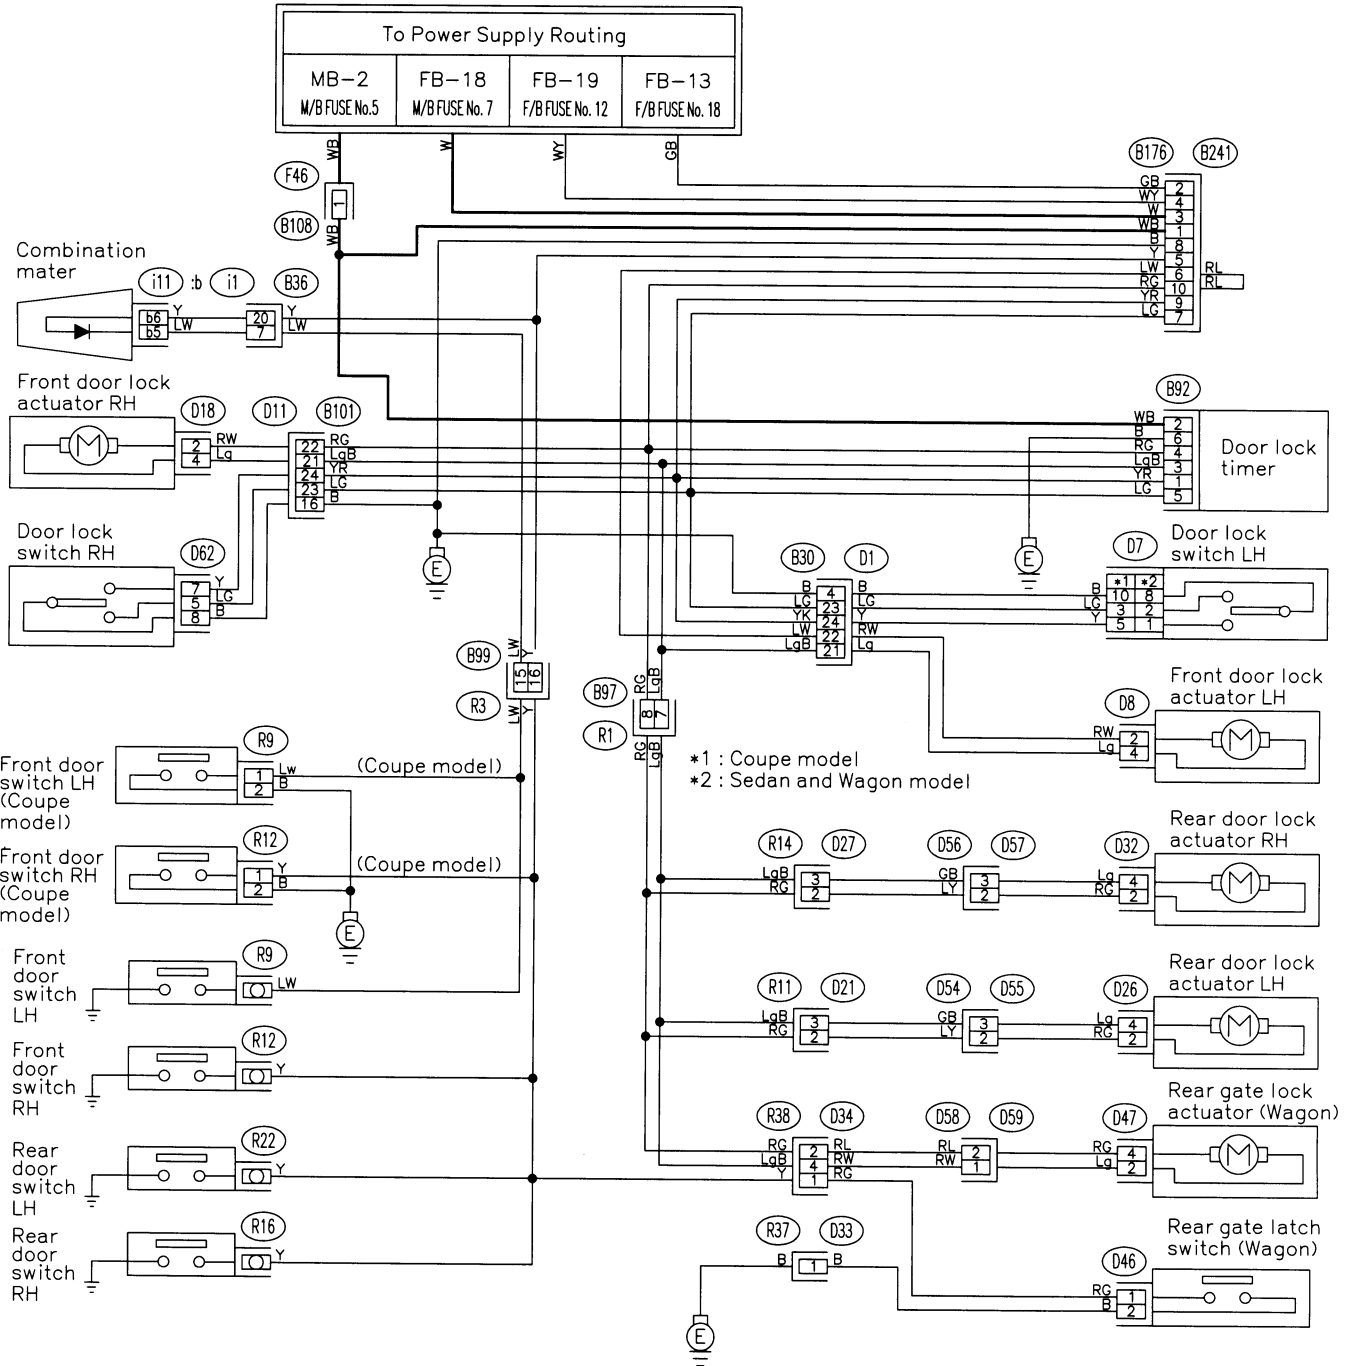 To Power Supply Routing
MB-2 FB-18 FB-19 FB-13
M/B FUSE No.5 M/B FUSE No.7 F/B FUSE No.12 F/B FUSE No.18
WB W WY GB
F46
1
B108
WB
B176 B241
GB 2
WY 4
W 3
WB 1
B 8
Y 5
LW 6 RL
RG 10 RL
YR 9
LG 7
Combination
mater
i11 :b i1 B36
b6 Y 20 Y
b5 LW 7 LW
Front door lock
actuator RH
D18 D11 B101
M
2 RW 22 RG
4 Lg 21 LgB
24 YR
23 LG
16 B
B92
WB 2
B 6
RG 4
LgB 3
YR 1
LG 5
Door lock
timer
Door lock
switch RH
D62
7 Y
5 LG
8 B
E
E
B30 D1
B 4 B
LG 23 LG
YK 24 Y
LW 22 RW
LgB 21 Lg
D7
Door lock
switch LH
*1 *2
B 10 8
LG 3 2
Y 5 1
LW Y
B99
15 16
R3
LW Y
RG LgB
B97
8 7
R1
RG LgB
Front door lock
actuator LH
D8
RW 2
Lg 4
M
*1 : Coupe model
*2 : Sedan and Wagon model
Front door
switch LH
(Coupe
model)
R9
1 Lw
2 B
(Coupe model)
Front door
switch RH
(Coupe
model)
R12
1 Y
2 B
(Coupe model)
E
Rear door lock
actuator RH
R14 D27 D56 D57 D32
LgB 3 GB 3 Lg 4
RG 2 LY 2 RG 2
M
Front
door
switch
LH
R9
LW
Rear door lock
actuator LH
R11 D21 D54 D55 D26
LgB 3 GB 3 Lg 4
RG 2 LY 2 RG 2
M
Front
door
switch
RH
R12
Y
Rear gate lock
actuator (Wagon)
R38 D34 D58 D59 D47
RG 2 RL RL 2 RG 4
LgB 4 RW RW 1 Lg 2
Y 1 RG
M
Rear
door
switch
LH
R22
Y
Rear
door
switch
RH
R16
Y
R37 D33
B 1 B
E
Rear gate latch
switch (Wagon)
D46
RG 1
B 2